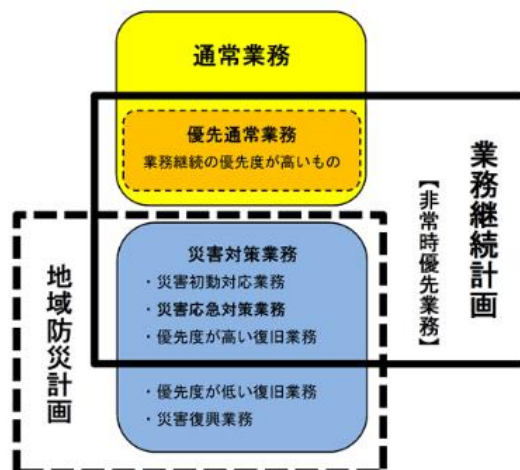 通常業務
優先通常業務
業務継続の優先度が高いもの
業務継続計画
【非常時優先業務】
地域防災計画
災害対策業務
・災害初動対応業務
・災害応急対策業務
・優先度が高い復旧業務
・優先度が低い復旧業務
・災害復興業務